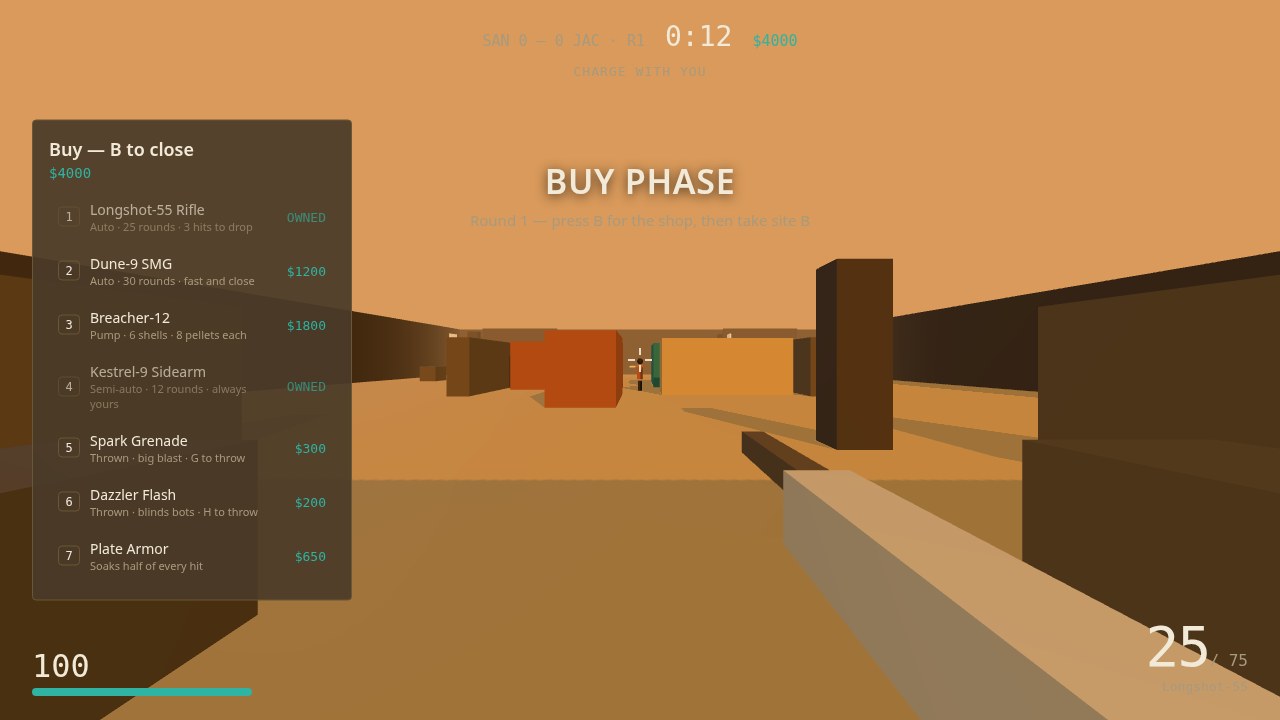 SAN 0 — 0 JAC · R1 0:12 $4000
CHARGE WITH YOU
Buy — B to close
$4000
1 Longshot-55 Rifle OWNED
Auto · 25 rounds · 3 hits to drop
2 Dune-9 SMG $1200
Auto · 30 rounds · fast and close
3 Breacher-12 $1800
Pump · 6 shells · 8 pellets each
4 Kestrel-9 Sidearm OWNED
Semi-auto · 12 rounds · always
yours
5 Spark Grenade $300
Thrown · big blast · G to throw
6 Dazzler Flash $200
Thrown · blinds bots · H to throw
7 Plate Armor $650
Soaks half of every hit
BUY PHASE
Round 1 — press B for the shop, then take site B
100
25 / 75
Longshot-55